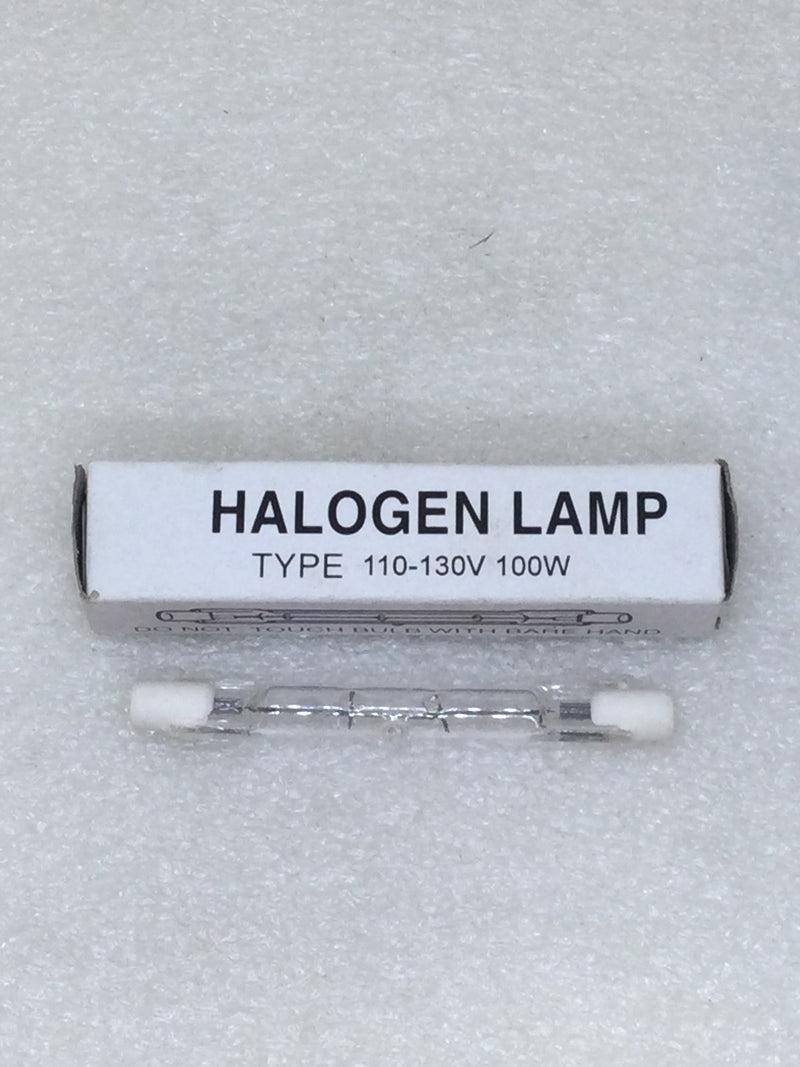 HALOGEN LAMP
TYPE 110-130V 100W
DO NOT TOUCH BULB WITH BARE HAND